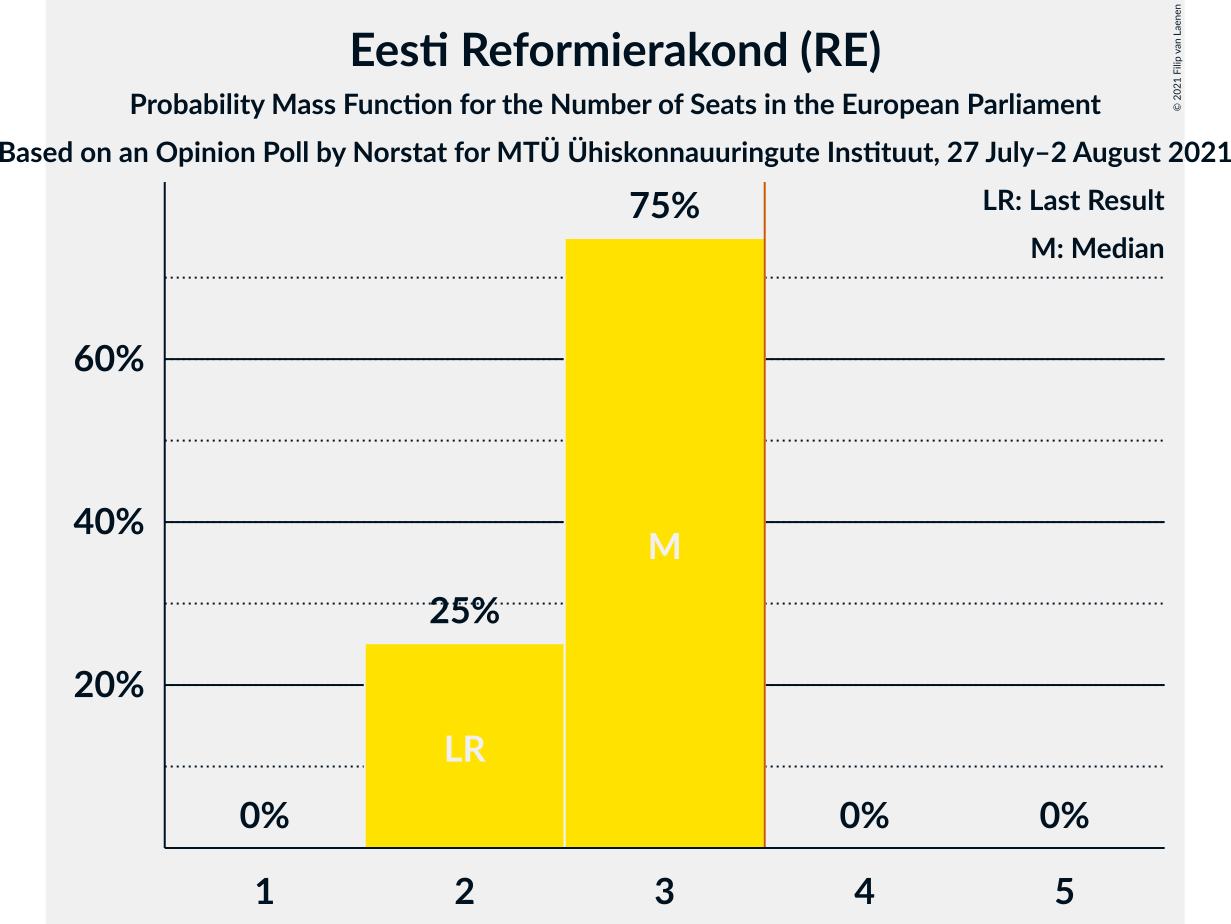 Eesti Reformierakond (RE)
Probability Mass Function for the Number of Seats in the European Parliament
Based on an Opinion Poll by Norstat for MTÜ Ühiskonnauuringute Instituut, 27 July–2 August 2021
© 2021 Filip van Laenen
LR: Last Result
M: Median
75%
60%
40%
20%
25%
M
LR
0%
0%
0%
1
2
3
4
5